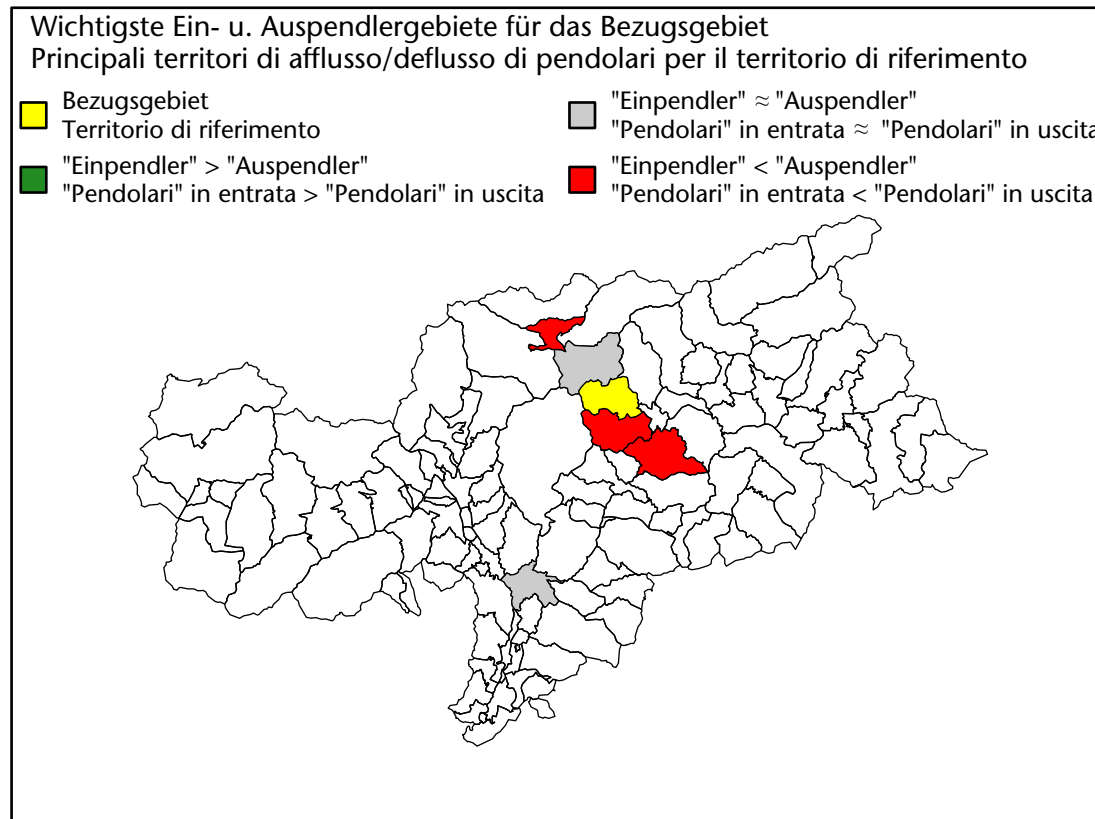 Wichtigste Ein- u. Auspendlergebiete für das Bezugsgebiet
Principali territori di afflusso/deflusso di pendolari per il territorio di riferimento
Bezugsgebiet
Territorio di riferimento
"Einpendler" > "Auspendler"
"Pendolari" in entrata > "Pendolari" in uscita
"Einpendler" ≈ "Auspendler"
"Pendolari" in entrata ≈ "Pendolari" in uscita
"Einpendler" < "Auspendler"
"Pendolari" in entrata < "Pendolari" in uscita